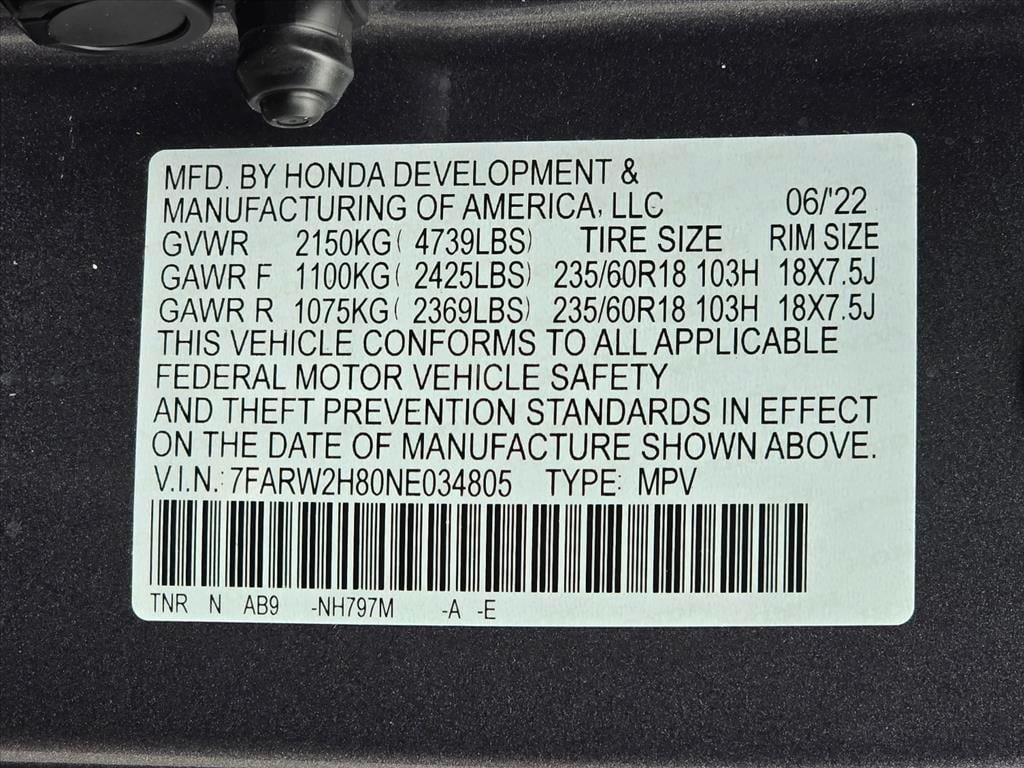 MFD. BY HONDA DEVELOPMENT &
MANUFACTURING OF AMERICA, LLC 06/'22
GVWR 2150KG( 4739LBS) TIRE SIZE RIM SIZE
GAWR F 1100KG( 2425LBS) 235/60R18 103H 18X7.5J
GAWR R 1075KG( 2369LBS) 235/60R18 103H 18X7.5J
THIS VEHICLE CONFORMS TO ALL APPLICABLE
FEDERAL MOTOR VEHICLE SAFETY
AND THEFT PREVENTION STANDARDS IN EFFECT
ON THE DATE OF MANUFACTURE SHOWN ABOVE.
V.I.N.: 7FARW2H80NE034805 TYPE: MPV
TNR N AB9 -NH797M -A -E